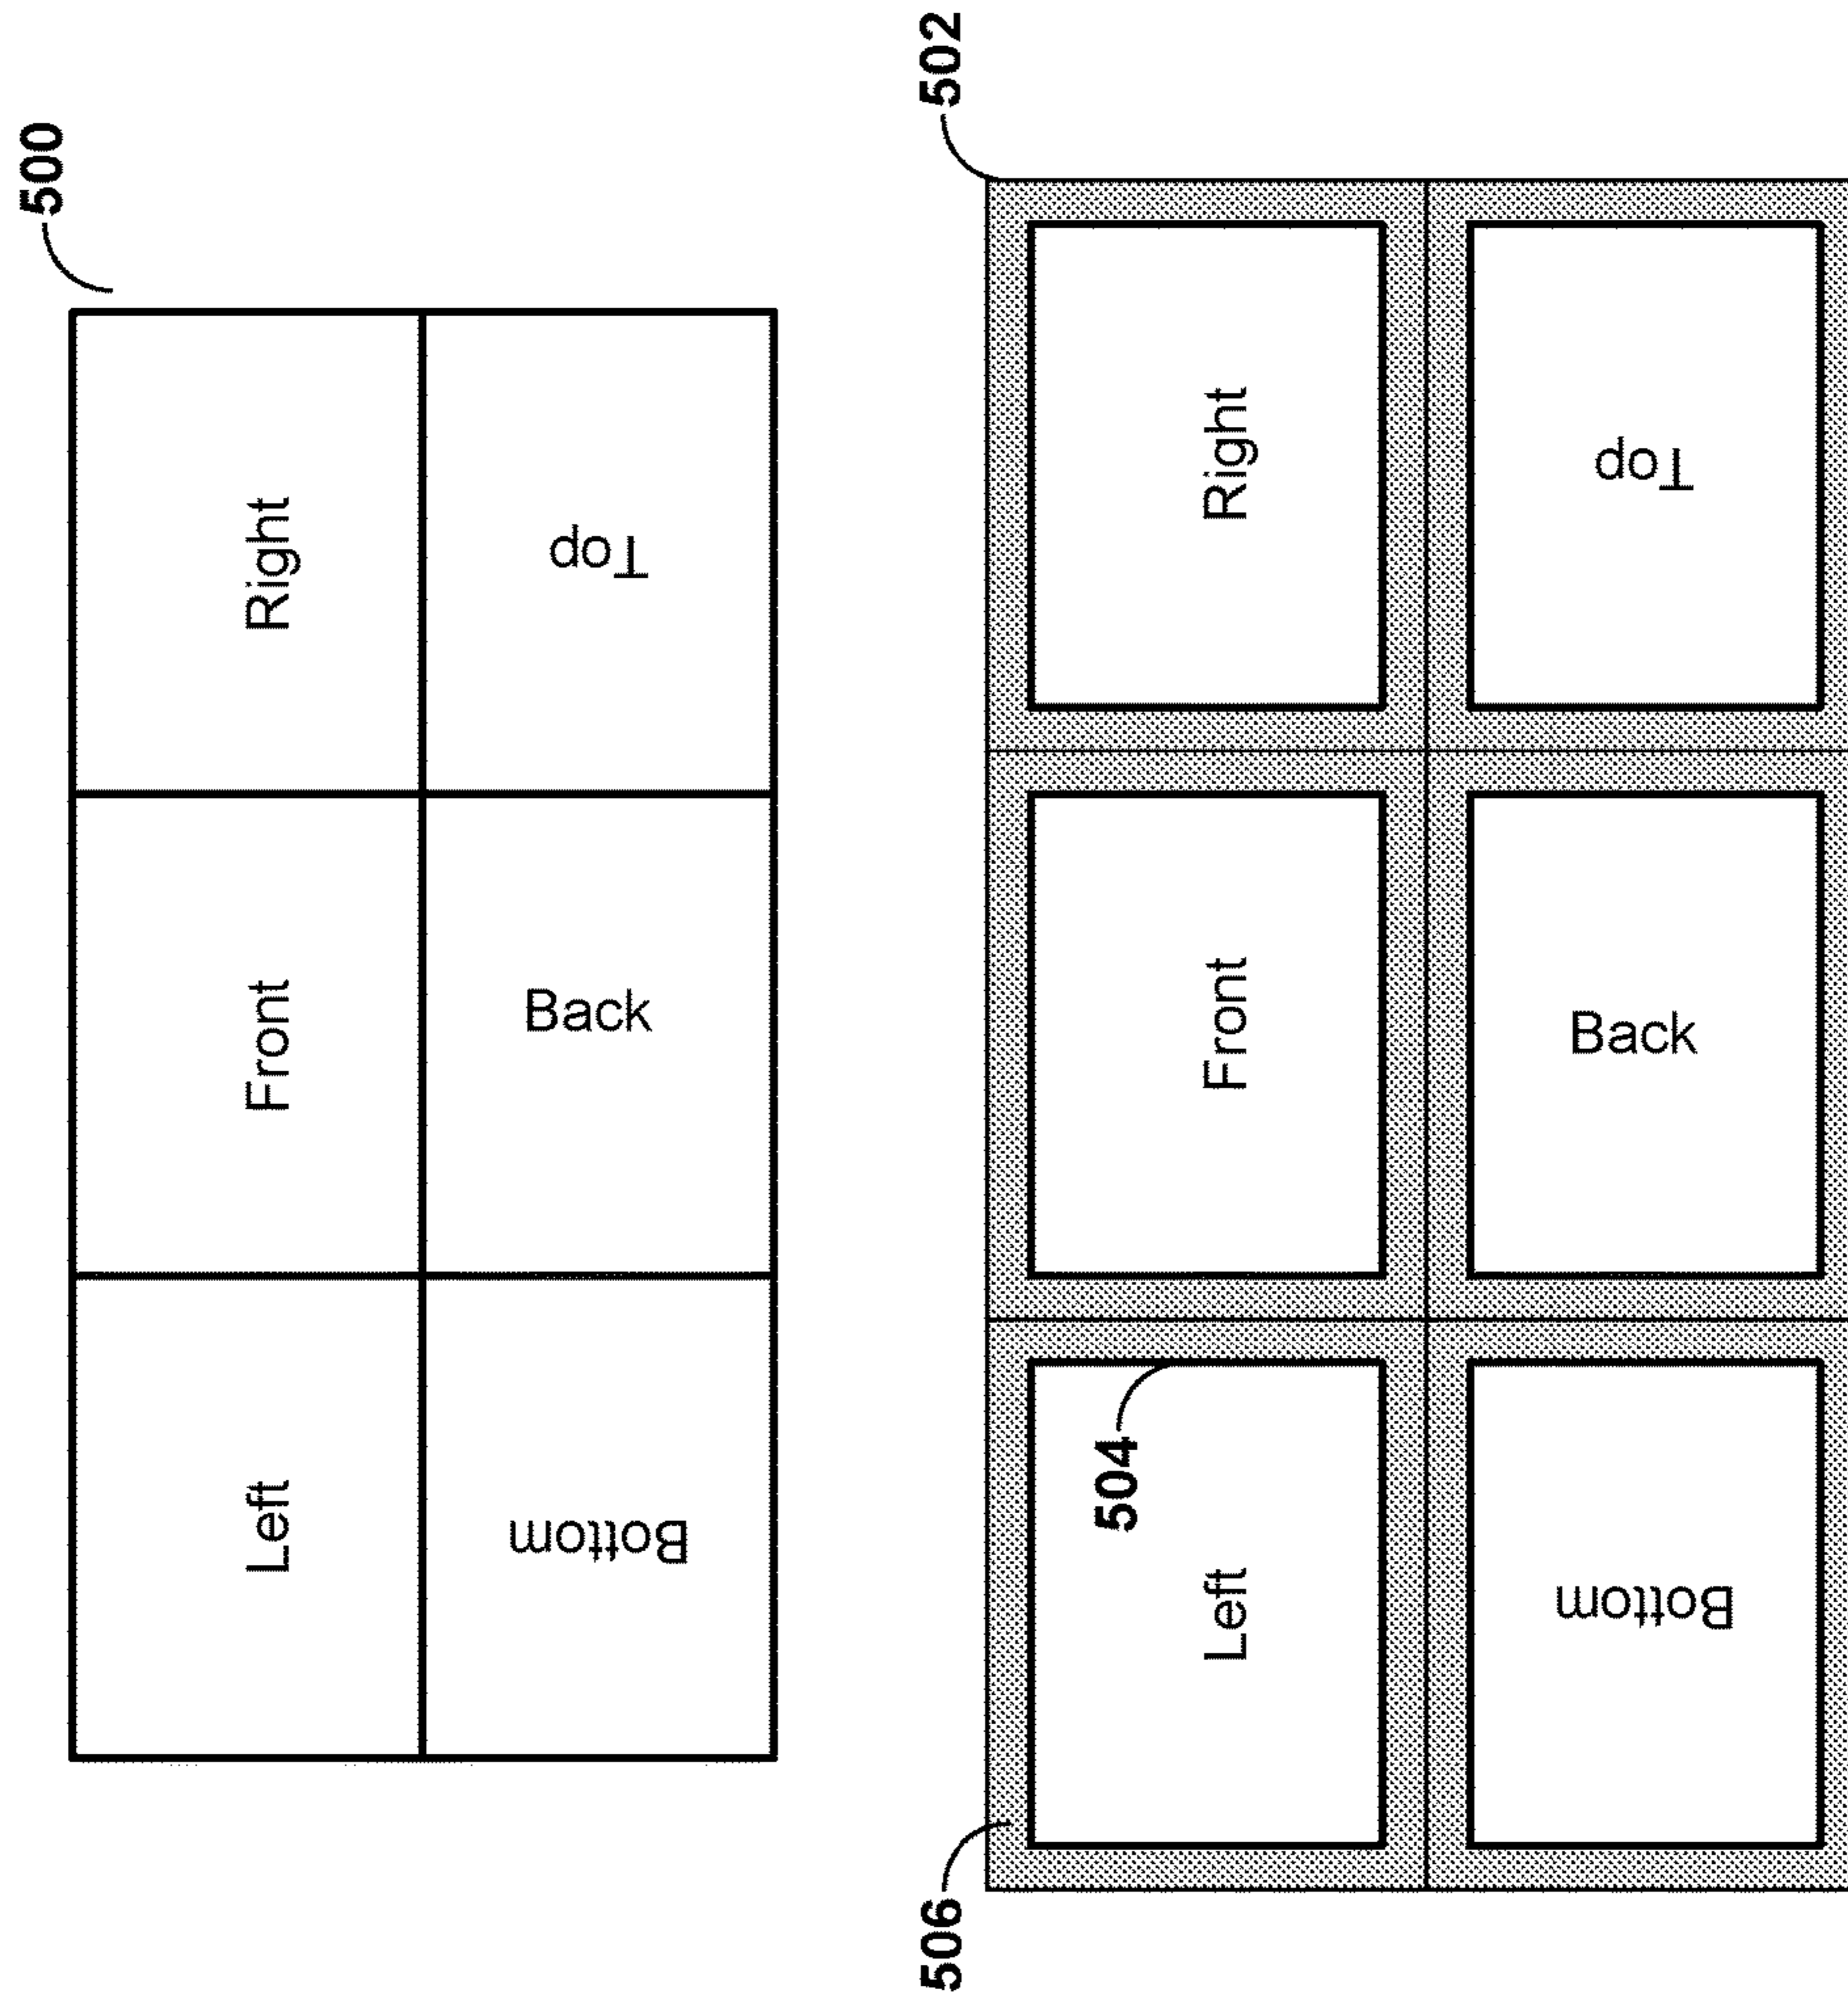 500
Left
Front
Right
Bottom
Back
Top
502
506
504
Left
Front
Right
Bottom
Back
Top